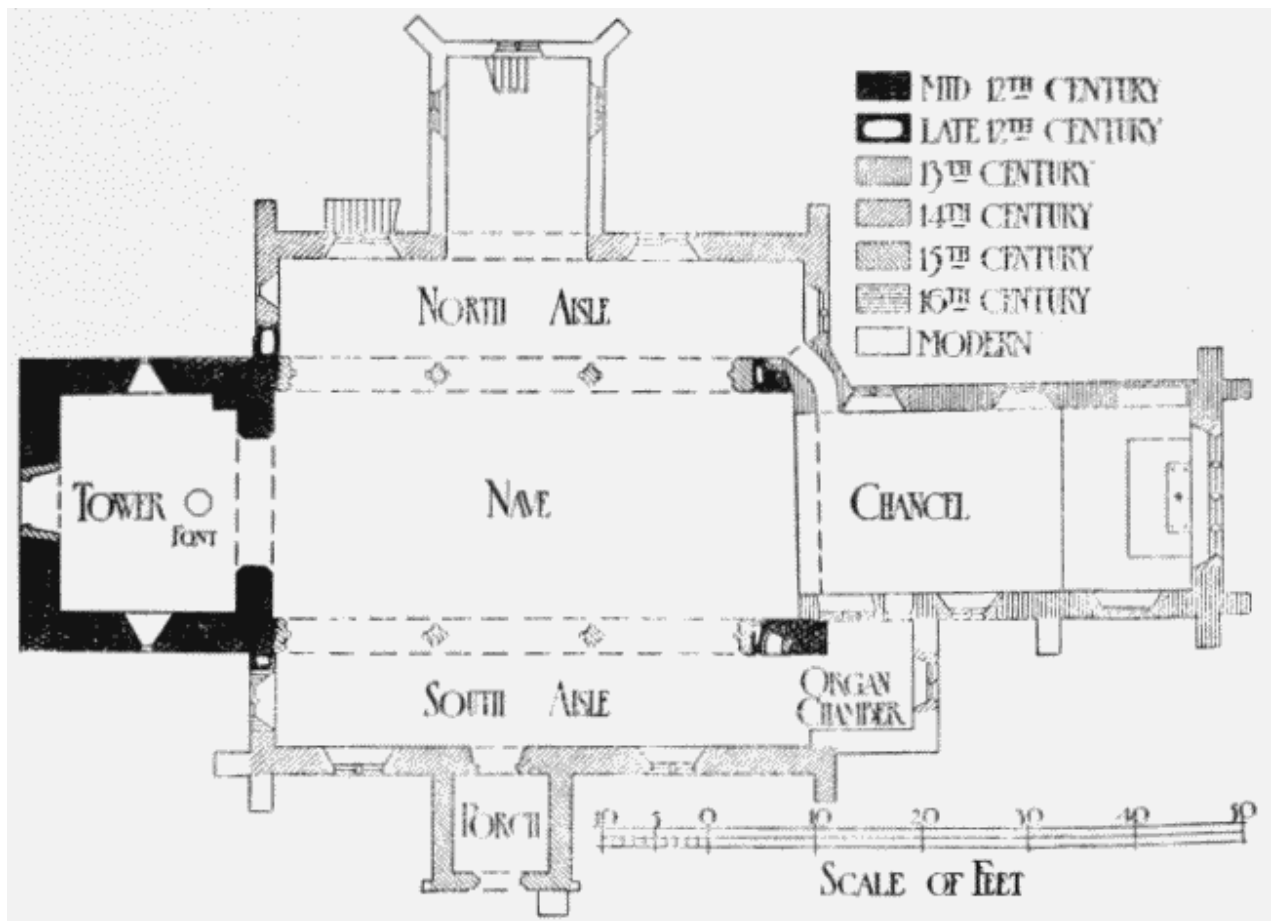 MID 12TH CENTURY
LATE 12TH CENTURY
13TH CENTURY
14TH CENTURY
15TH CENTURY
16TH CENTURY
MODERN
NORTH AISLE
TOWER
FONT
NAVE
CHANCEL
SOUTH AISLE
ORGAN
CHAMBER
PORCH
10 5 0 10 20 30 40 50
SCALE OF FEET